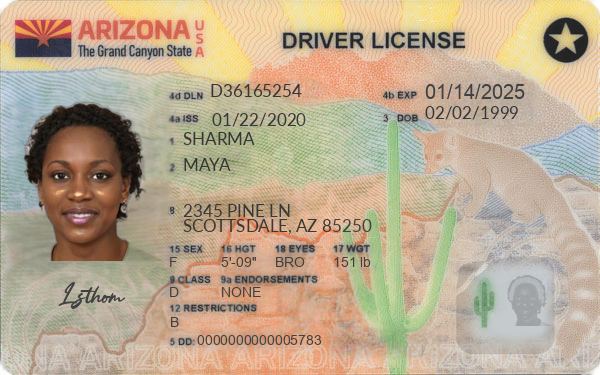 ARIZONA USA
The Grand Canyon State
DRIVER LICENSE
4d DLN D36165254
4b EXP 01/14/2025
4a ISS 01/22/2020
3 DOB 02/02/1999
1 SHARMA
2 MAYA
8 2345 PINE LN
SCOTTSDALE, AZ 85250
15 SEX 16 HGT 18 EYES 17 WGT
F 5'-09" BRO 151 lb
9 CLASS 9a ENDORSEMENTS
D NONE
12 RESTRICTIONS
B
5 DD: 0000000000005783
ARIZONA ARIZONA ARIZONA ARIZONA